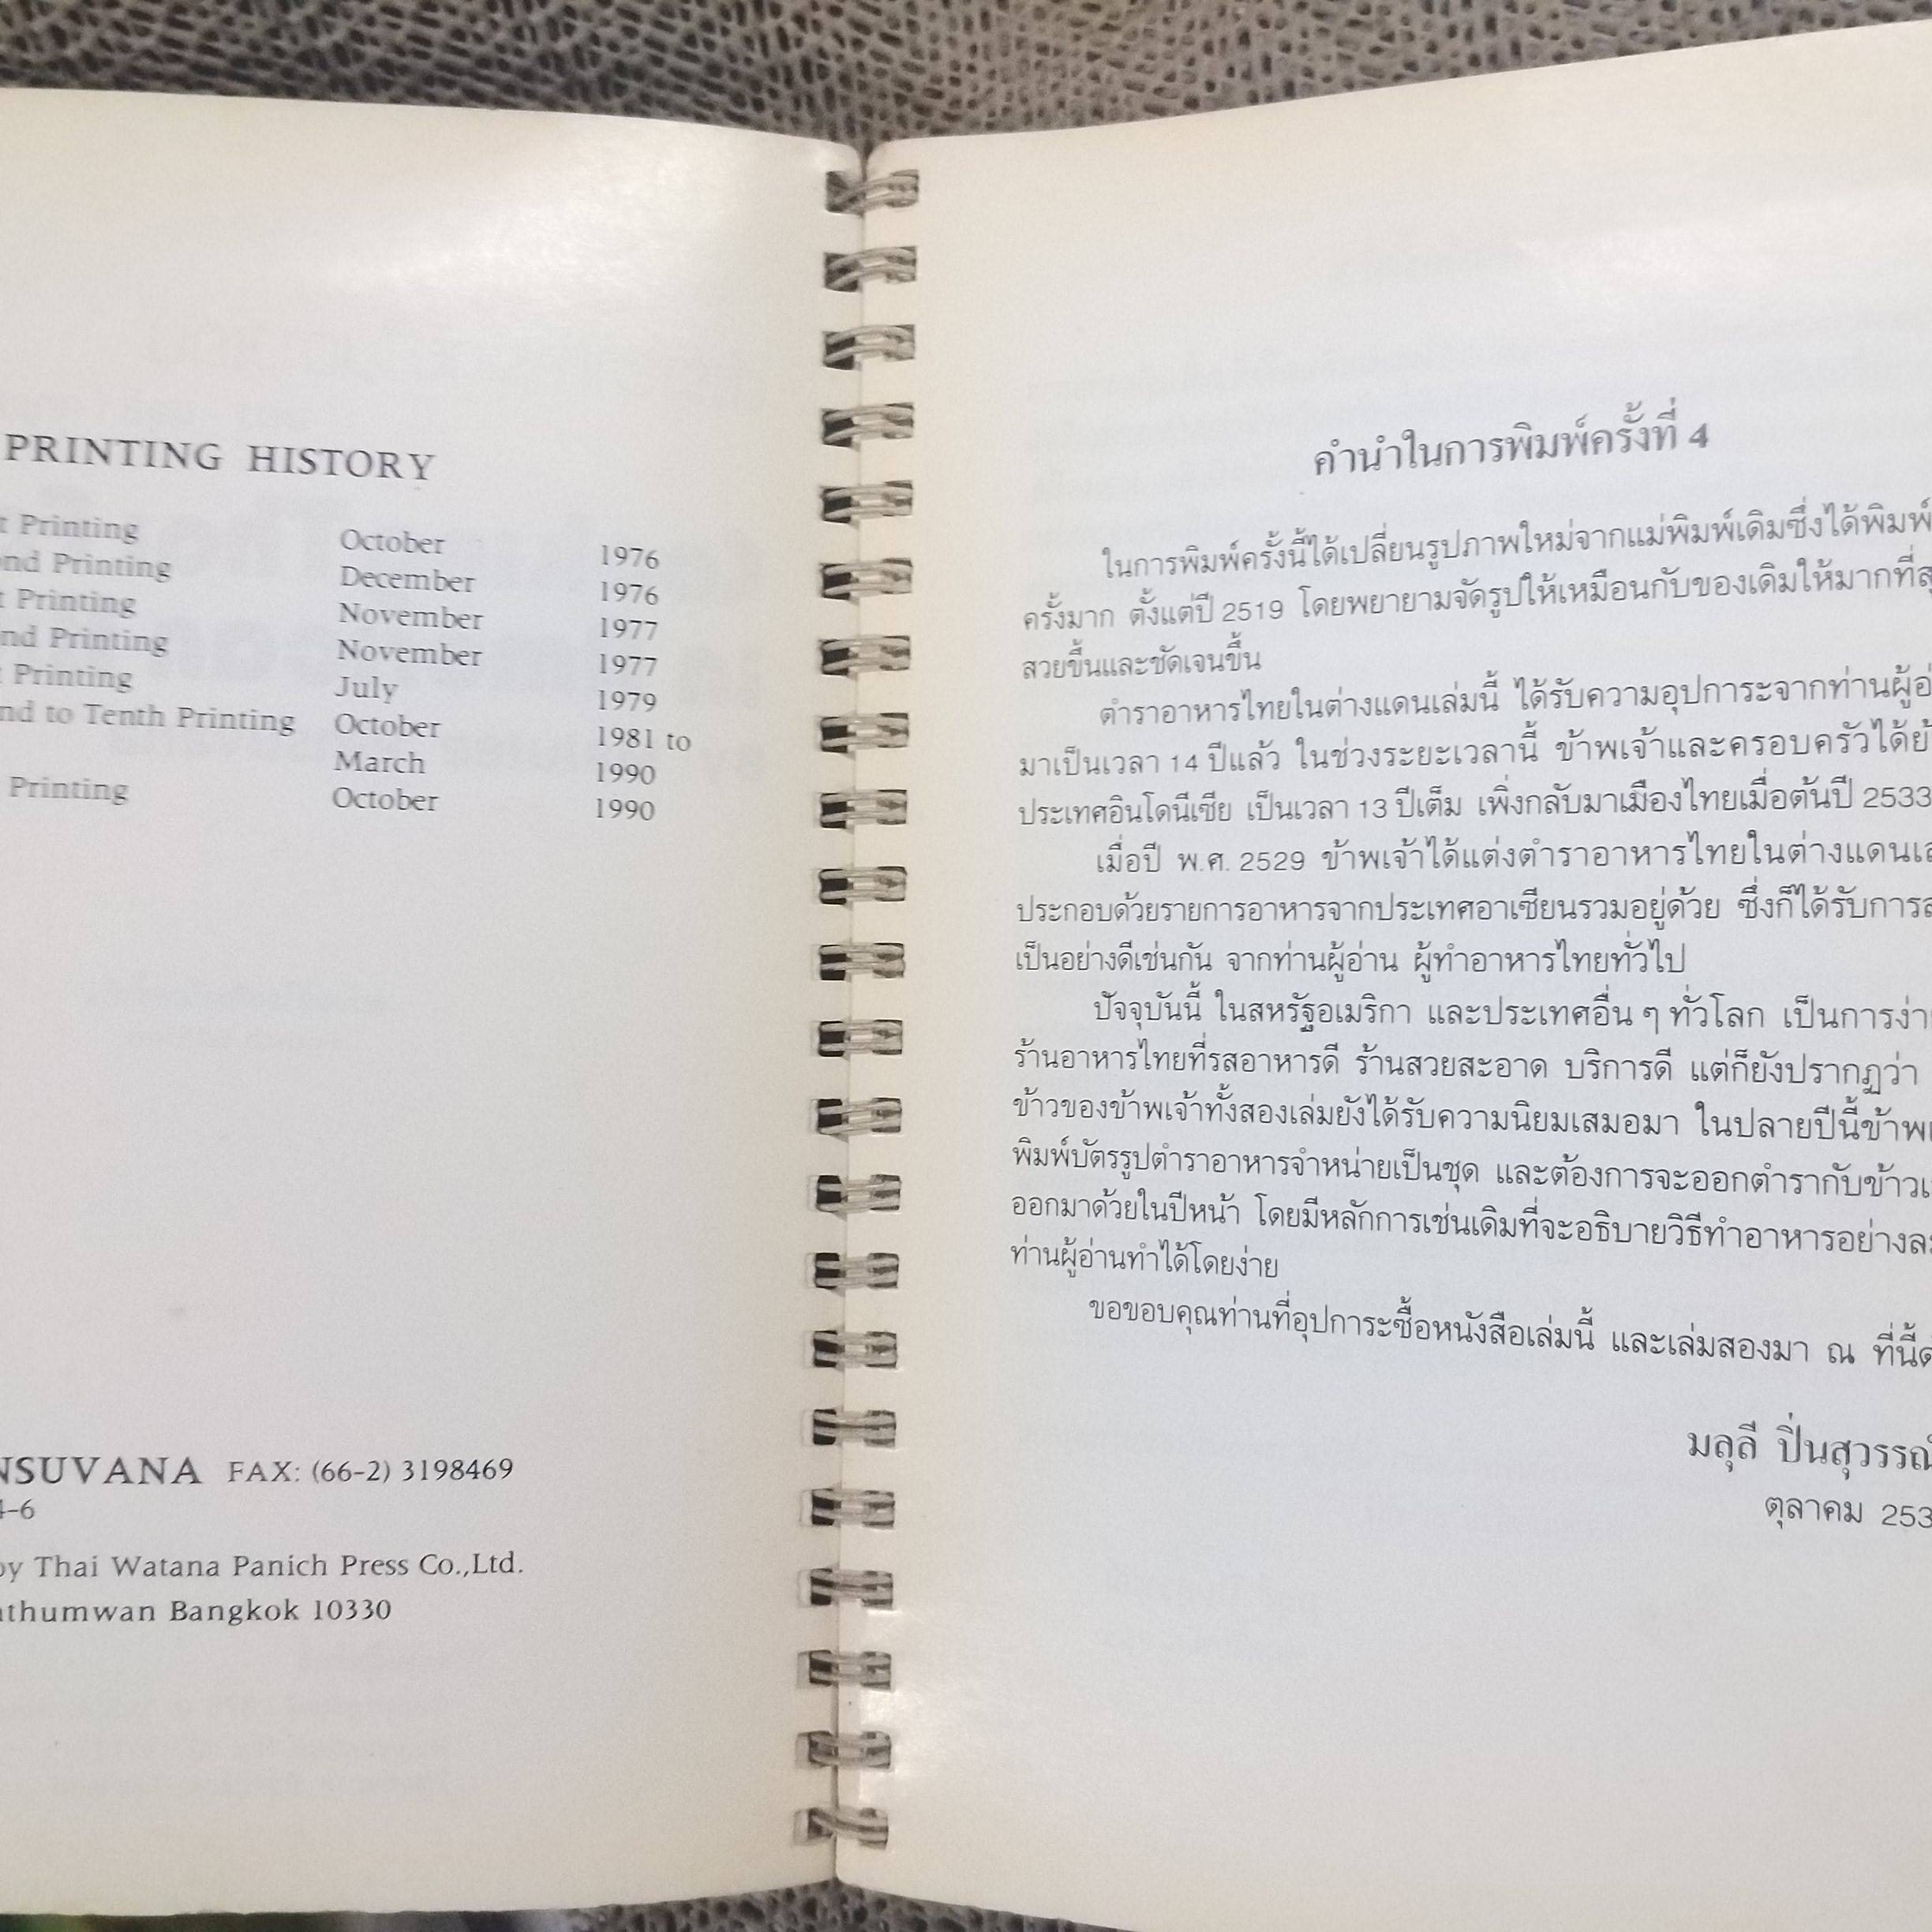 PRINTING HISTORY
Printing October 1976
Printing December 1976
Printing November 1977
Printing November 1977
Printing July 1979
to Tenth Printing October 1981 to
March 1990
Printing October 1990
FAX: (66-2) 3198469
4-6
by Thai Watana Panich Press Co.,Ltd.
Bangkok 10330
คำนำในการพิมพ์ครั้งที่ 4
ในการพิมพ์ครั้งนี้ได้เปลี่ยนรูปภาพใหม่จากแม่พิมพ์เดิมซึ่งได้พิมพ์
ครั้งมาก ตั้งแต่ปี 2519 โดยพยายามจัดรูปให้เหมือนกับของเดิมให้มากที่
สวยขึ้นและชัดเจนขึ้น
ตำราอาหารไทยในต่างแดนเล่มนี้ ได้รับความอุปการะจากท่าน
มาเป็นเวลา 14 ปีแล้ว ในช่วงระยะเวลานี้ ข้าพเจ้าและครอบครัวได้
ประเทศอินโดนีเซีย เป็นเวลา 13 ปีเต็ม เพิ่งกลับมาเมืองไทยเมื่อต้นปี 2533
เมื่อปี พ.ศ. 2529 ข้าพเจ้าได้แต่งตำราอาหารไทยในต่างแดน
ประกอบด้วยรายการอาหารจากประเทศอาเซียนรวมอยู่ด้วย ซึ่งก็ได้รับการ
เป็นอย่างดีเช่นกัน จากท่านผู้อ่าน ผู้ทำอาหารไทยทั่วไป
ปัจจุบันนี้ ในสหรัฐอเมริกา และประเทศอื่น ๆ ทั่วโลก เป็นการ
ร้านอาหารไทยที่รสอาหารดี ร้านสวยสะอาด บริการดี แต่ก็ยังปรากฏว่า
ข้าวของข้าพเจ้าทั้งสองเล่มยังได้รับความนิยมเสมอมา ในปลายปีนี้
พิมพ์บัตรรูปตำราอาหารจำหน่ายเป็นชุด และต้องการจะออกตำรากับข้าว
ออกมาด้วยในปีหน้า โดยมีหลักการเช่นเดิมที่จะอธิบายวิธีทำอาหารอย่าง
ท่านผู้อ่านทำได้โดยง่าย
ขอขอบคุณท่านที่อุปการะซื้อหนังสือเล่มนี้ และเล่มสองมา ณ ที่นี้
มลุลี
ตุลาคม